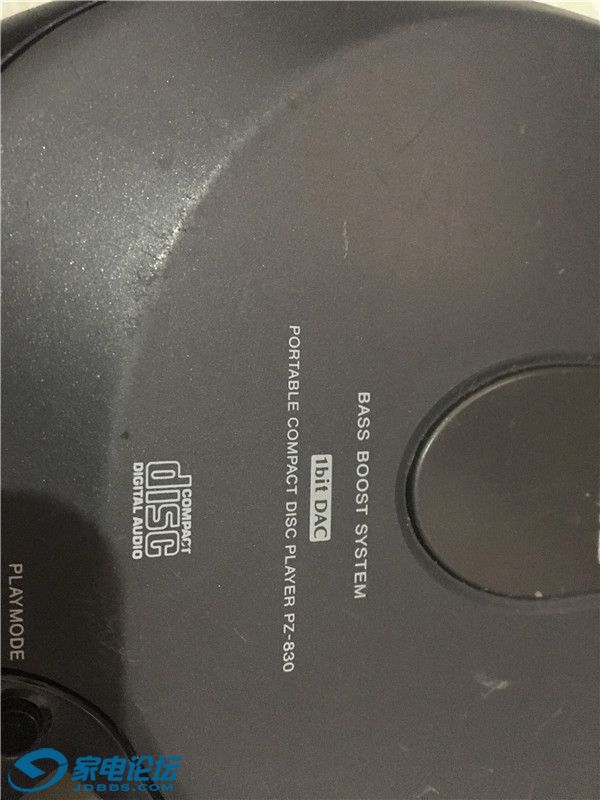 BASS BOOST SYSTEM
1bit DAC
PORTABLE COMPACT DISC PLAYER PZ-830
COMPACT
disc
DIGITAL AUDIO
PLAYMODE
家电论坛
JDBBS.COM